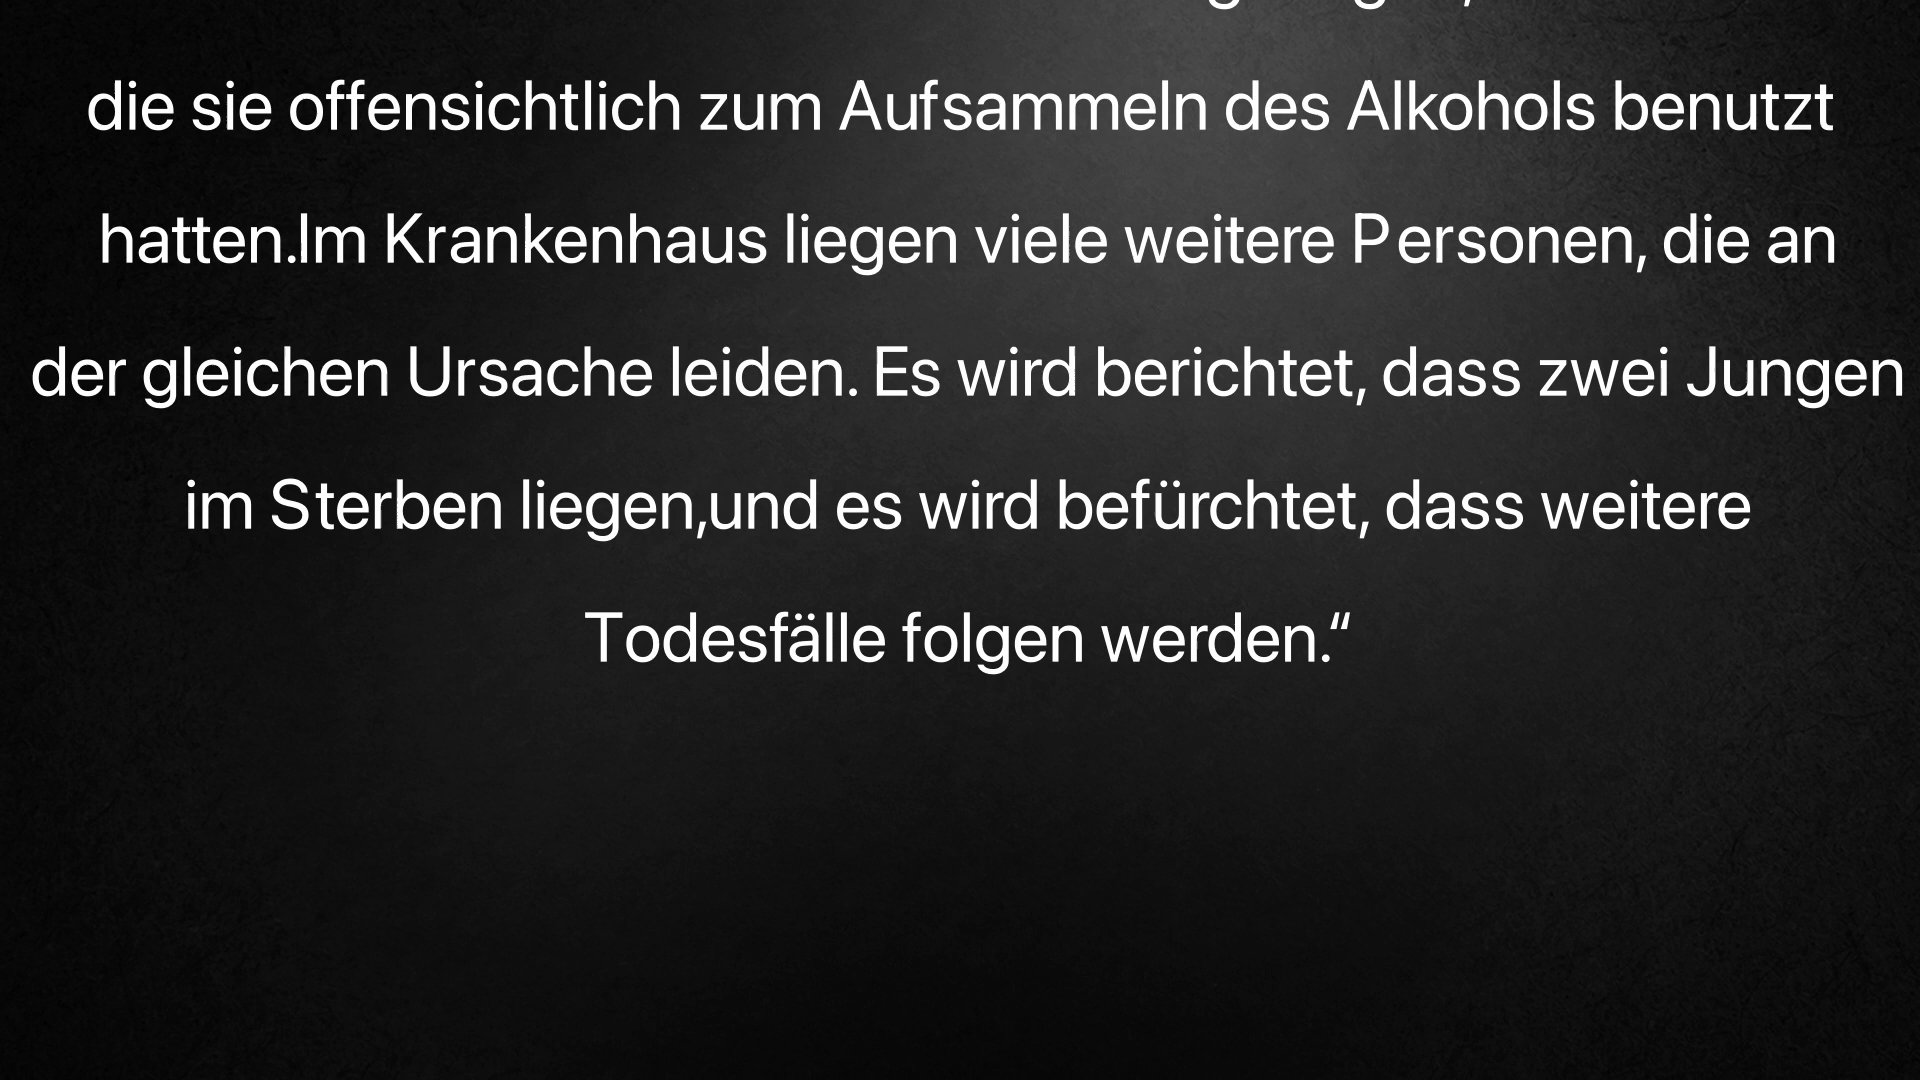 die sie offensichtlich zum Aufsammeln des Alkohols benutzt
hatten.Im Krankenhaus liegen viele weitere Personen, die an
der gleichen Ursache leiden. Es wird berichtet, dass zwei Jungen
im Sterben liegen,und es wird befürchtet, dass weitere
Todesfälle folgen werden.“